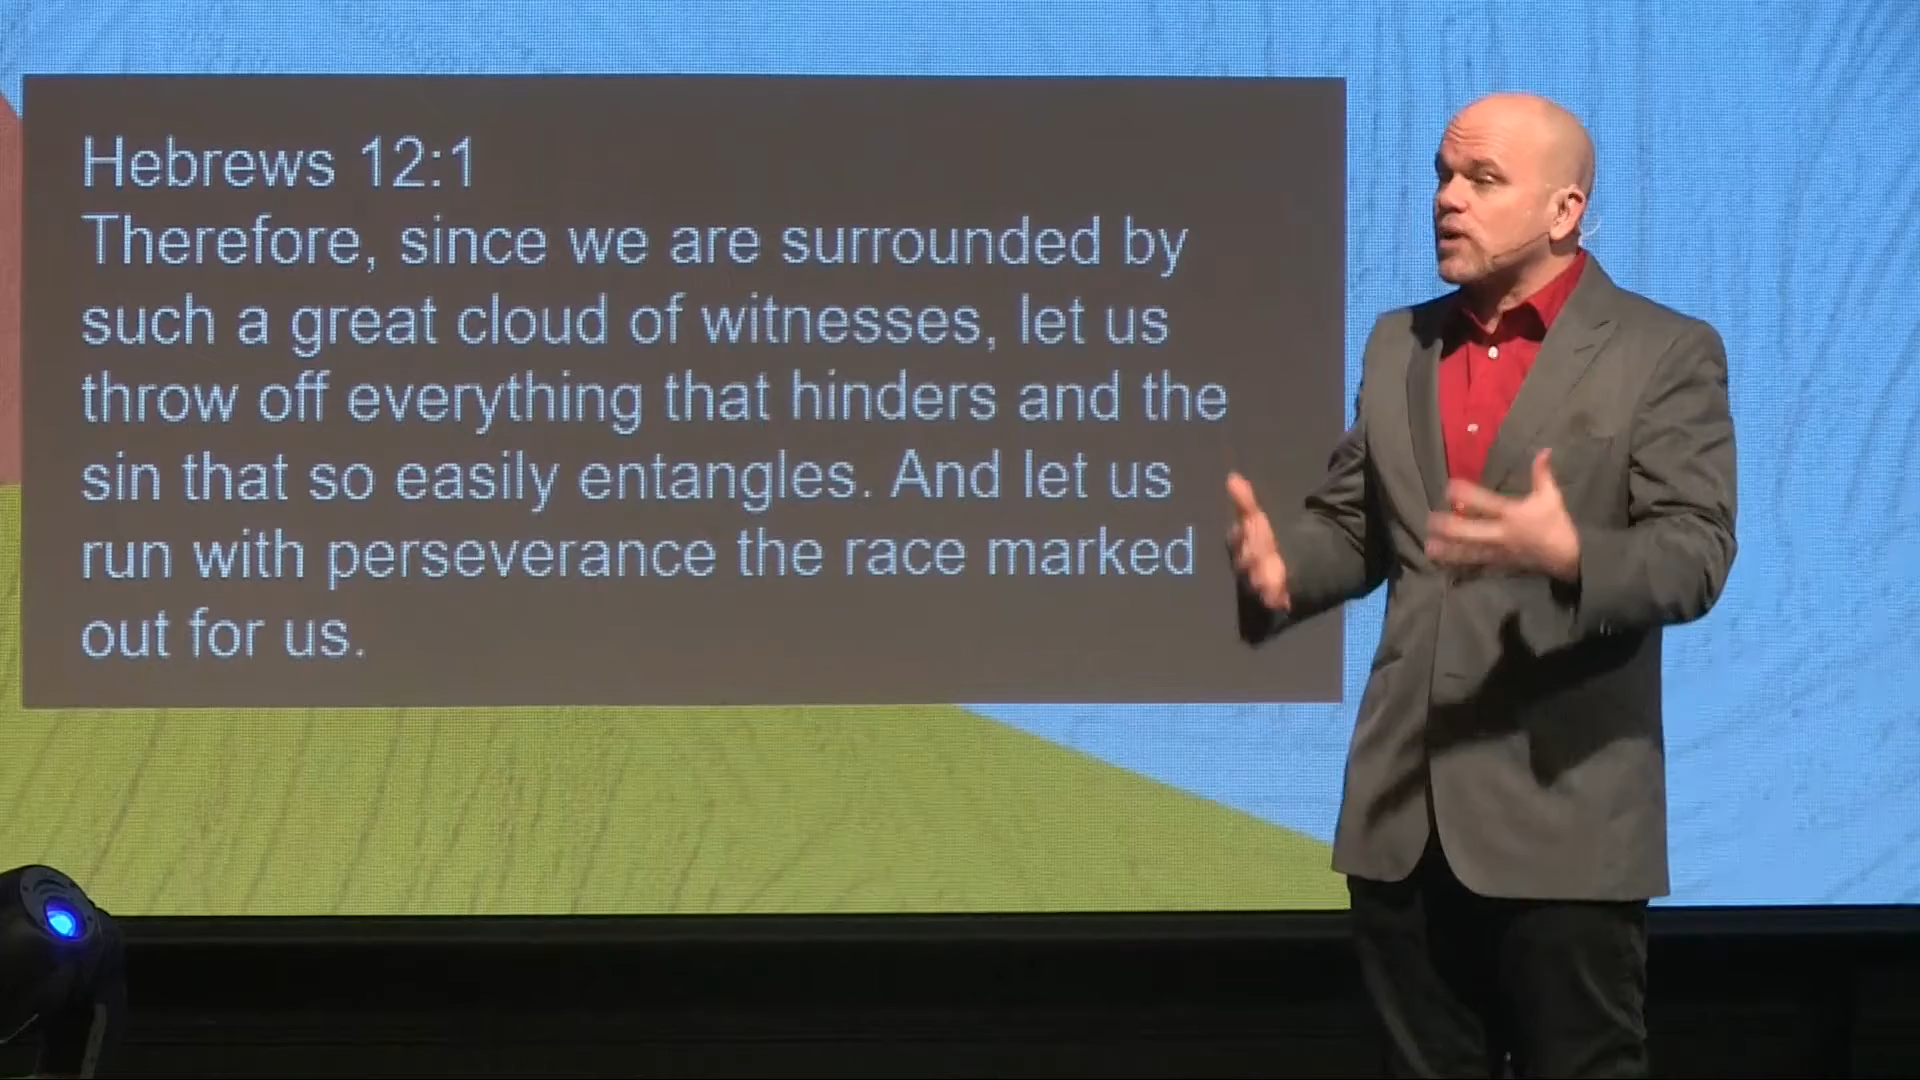 Hebrews 12:1
Therefore, since we are surrounded by
such a great cloud of witnesses, let us
throw off everything that hinders and the
sin that so easily entangles. And let us
run with perseverance the race marked
out for us.